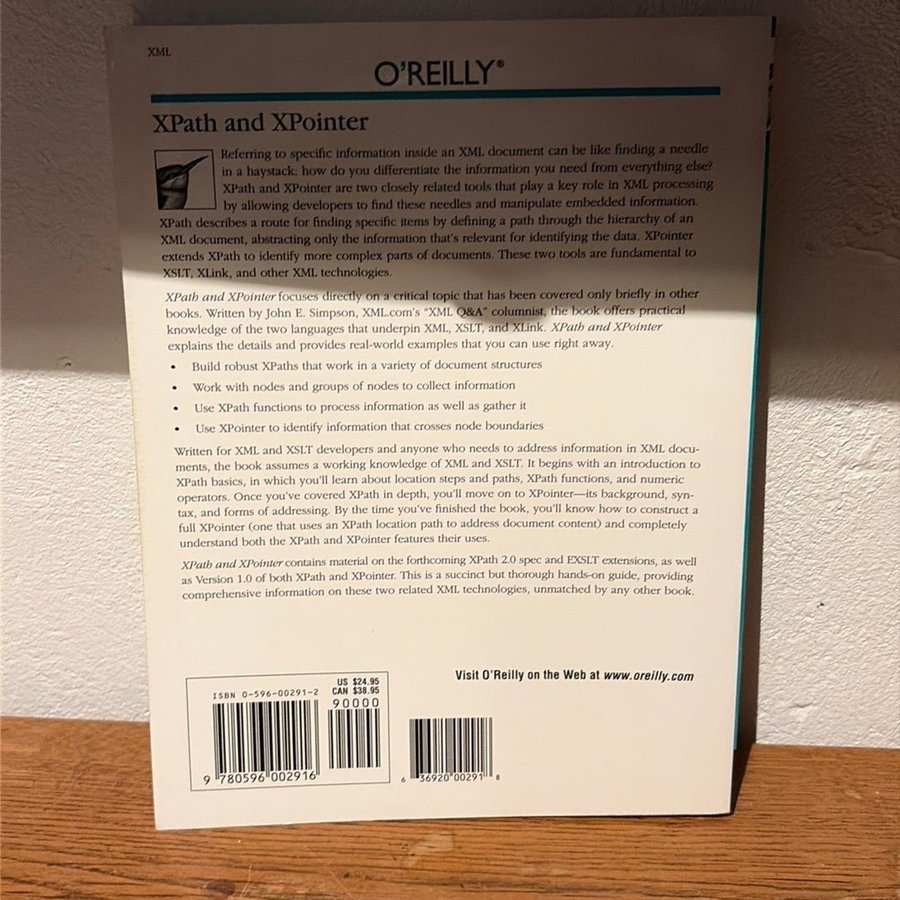 XML
O'REILLY®
XPath and XPointer
Referring to specific information inside an XML document can be like finding a needle
in a haystack: how do you differentiate the information you need from everything else?
XPath and XPointer are two closely related tools that play a key role in XML processing
by allowing developers to find these needles and manipulate embedded information.
XPath describes a route for finding specific items by defining a path through the hierarchy of an
XML document, abstracting only the information that's relevant for identifying the data. XPointer
extends XPath to identify more complex parts of documents. These two tools are fundamental to
XSLT, XLink, and other XML technologies.
XPath and XPointer focuses directly on a critical topic that has been covered only briefly in other
books. Written by John E. Simpson, XML.com's "XML Q&A" columnist, the book offers practical
knowledge of the two languages that underpin XML, XSLT, and XLink. XPath and XPointer
explains the details and provides real-world examples that you can use right away.
• Build robust XPaths that work in a variety of document structures
• Work with nodes and groups of nodes to collect information
• Use XPath functions to process information as well as gather it
• Use XPointer to identify information that crosses node boundaries
Written for XML and XSLT developers and anyone who needs to address information in XML docu-
ments, the book assumes a working knowledge of XML and XSLT. It begins with an introduction to
XPath basics, in which you'll learn about location steps and paths, XPath functions, and numeric
operators. Once you've covered XPath in depth, you'll move on to XPointer—its background, syn-
tax, and forms of addressing. By the time you've finished the book, you'll know how to construct a
full XPointer (one that uses an XPath location path to address document content) and completely
understand both the XPath and XPointer features their uses.
XPath and XPointer contains material on the forthcoming XPath 2.0 spec and EXSLT extensions, as well
as Version 1.0 of both XPath and XPointer. This is a succinct but thorough hands-on guide, providing
comprehensive information on these two related XML technologies, unmatched by any other book.
Visit O'Reilly on the Web at www.oreilly.com
US $24.95
CAN $38.95
ISBN 0-596-00291-2
90000
9 780596 002916
6 36920 00291 8